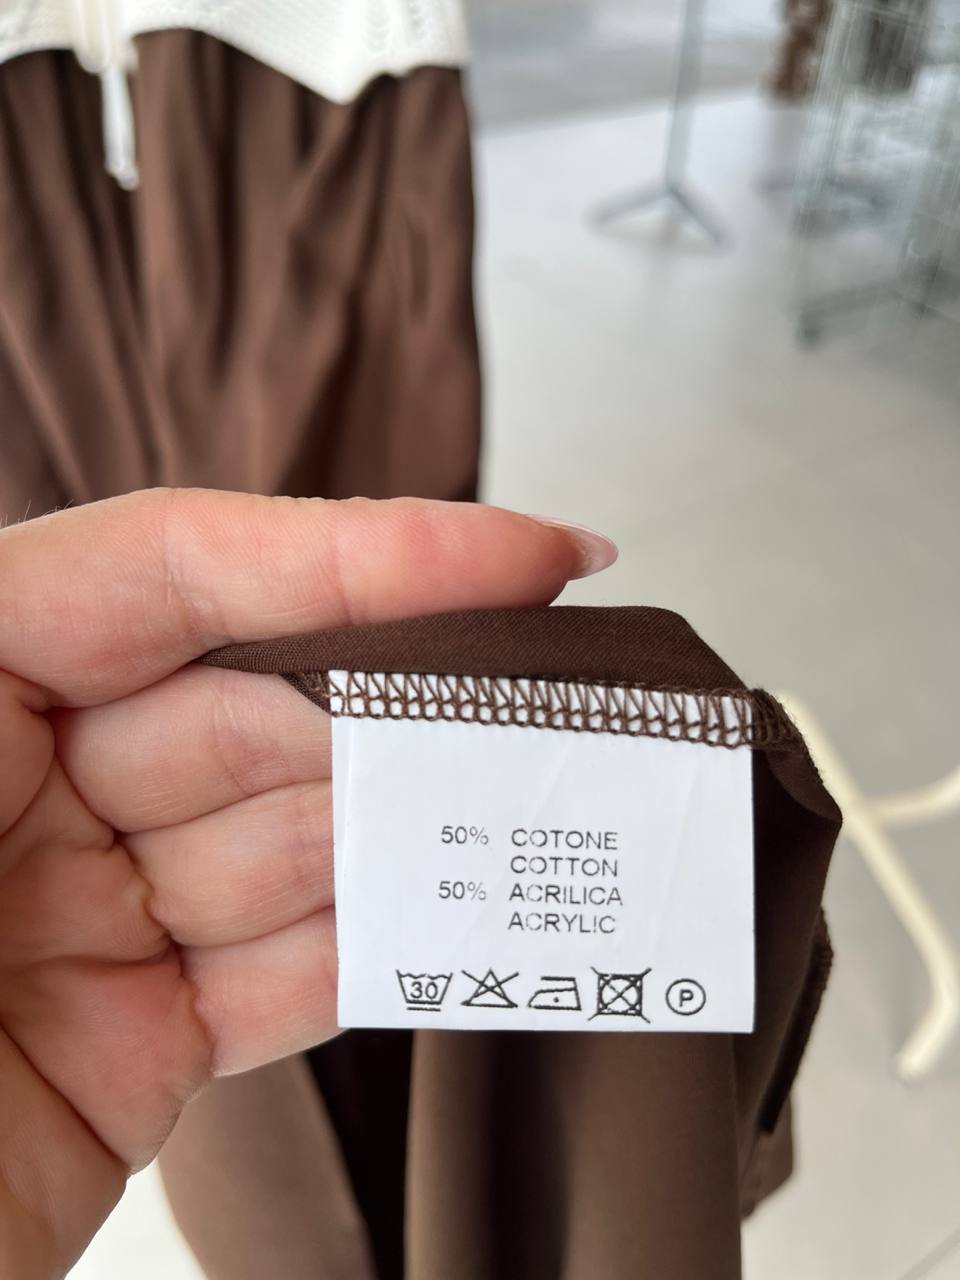 50% COTONE
COTTON
50% ACRILICA
ACRYLIC
30
P